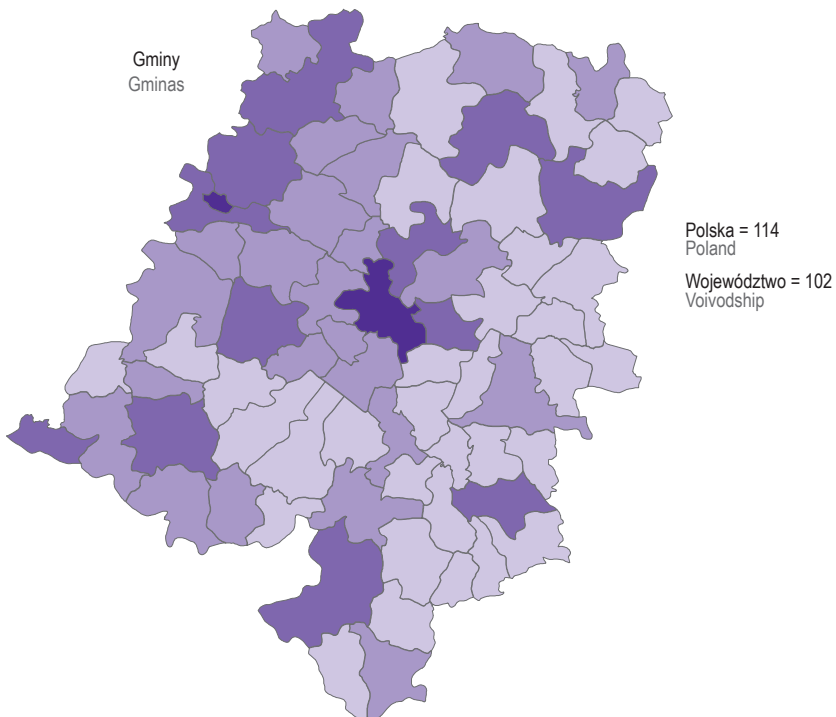 Gminy
Gminas
Polska = 114
Poland
Województwo = 102
Voivodship